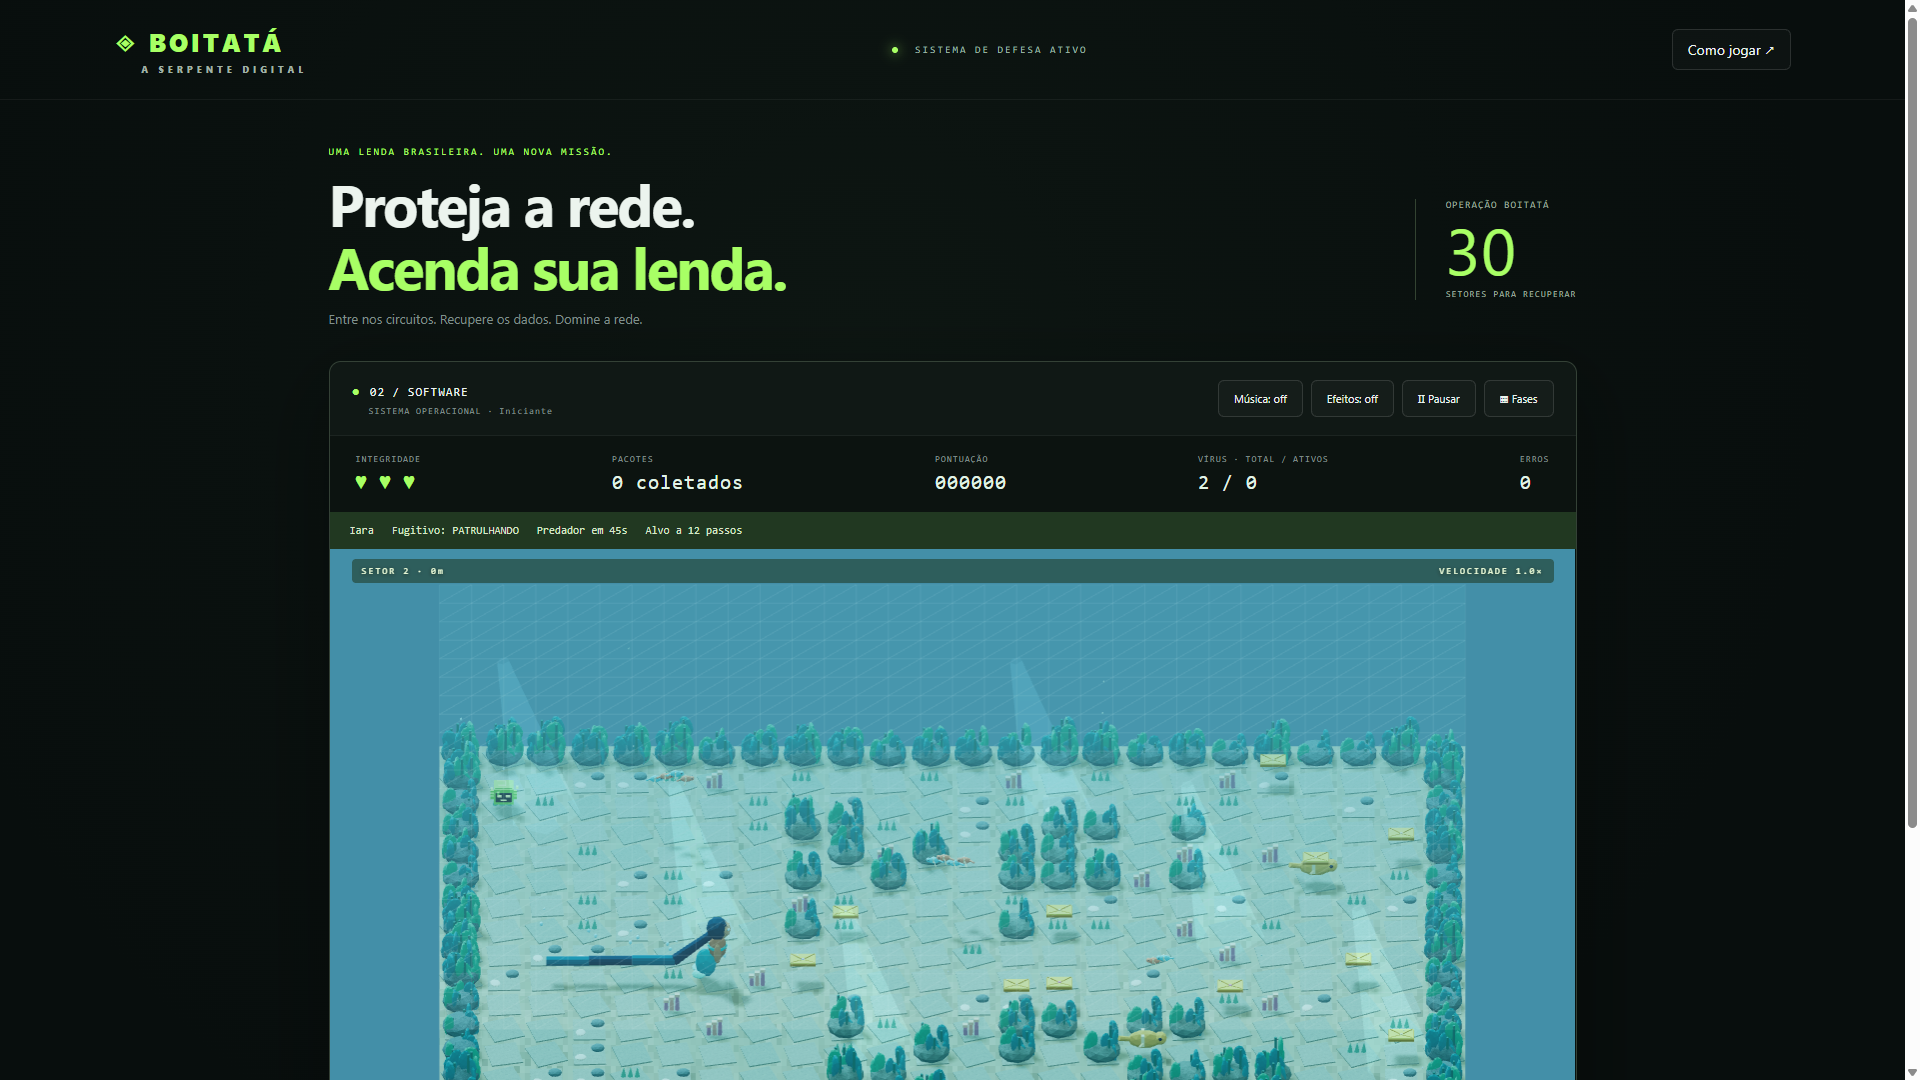 BOITATÁ
A SERPENTE DIGITAL
SISTEMA DE DEFESA ATIVO
Como jogar ↗
UMA LENDA BRASILEIRA. UMA NOVA MISSÃO.
Proteja a rede.
Acenda sua lenda.
Entre nos circuitos. Recupere os dados. Domine a rede.
OPERAÇÃO BOITATÁ
30
SETORES PARA RECUPERAR
02 / SOFTWARE
SISTEMA OPERACIONAL · Iniciante
Música: off
Efeitos: off
Pausar
Fases
INTEGRIDADE
♥ ♥ ♥
PACOTES
0 coletados
PONTUAÇÃO
000000
VÍRUS · TOTAL / ATIVOS
2 / 0
ERROS
0
Iara Fugitivo: PATRULHANDO Predador em 45s Alvo a 12 passos
SETOR 2 · 0m
VELOCIDADE 1.0×